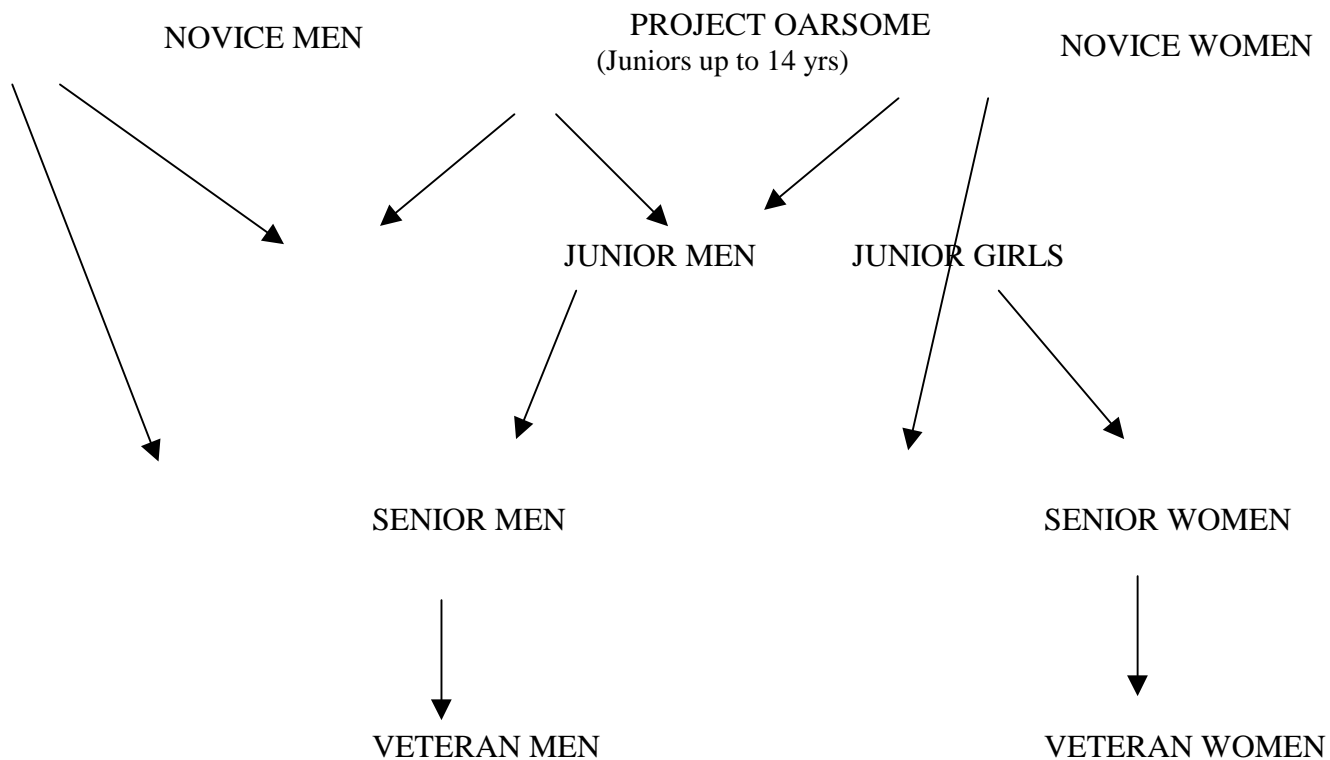 NOVICE MEN
PROJECT OARSOME
(Juniors up to 14 yrs)
NOVICE WOMEN
JUNIOR MEN
JUNIOR GIRLS
SENIOR MEN
SENIOR WOMEN
VETERAN MEN
VETERAN WOMEN